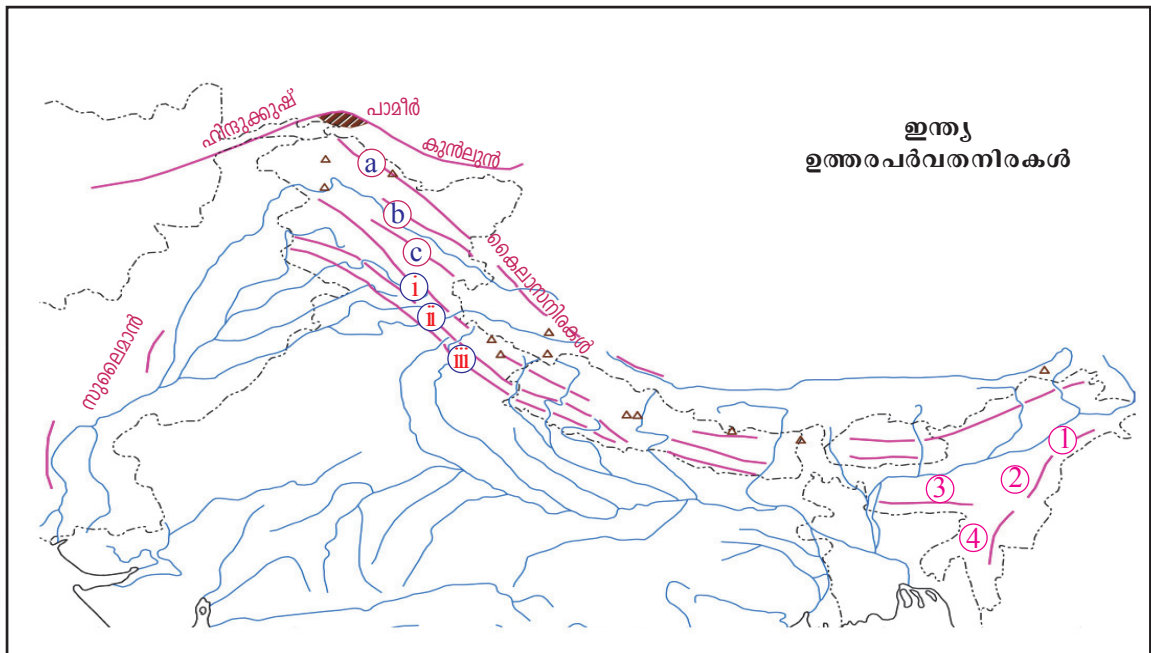 ഇന്ത്യ
ഉത്തരപർവതനിരകൾ
ഹിന്ദുക്കുഷ്
പാമീർ
കുൻലുൻ
a
b
c
കൈലാസനിരകൾ
i
ii
iii
സുലൈമാൻ
1
2
3
4